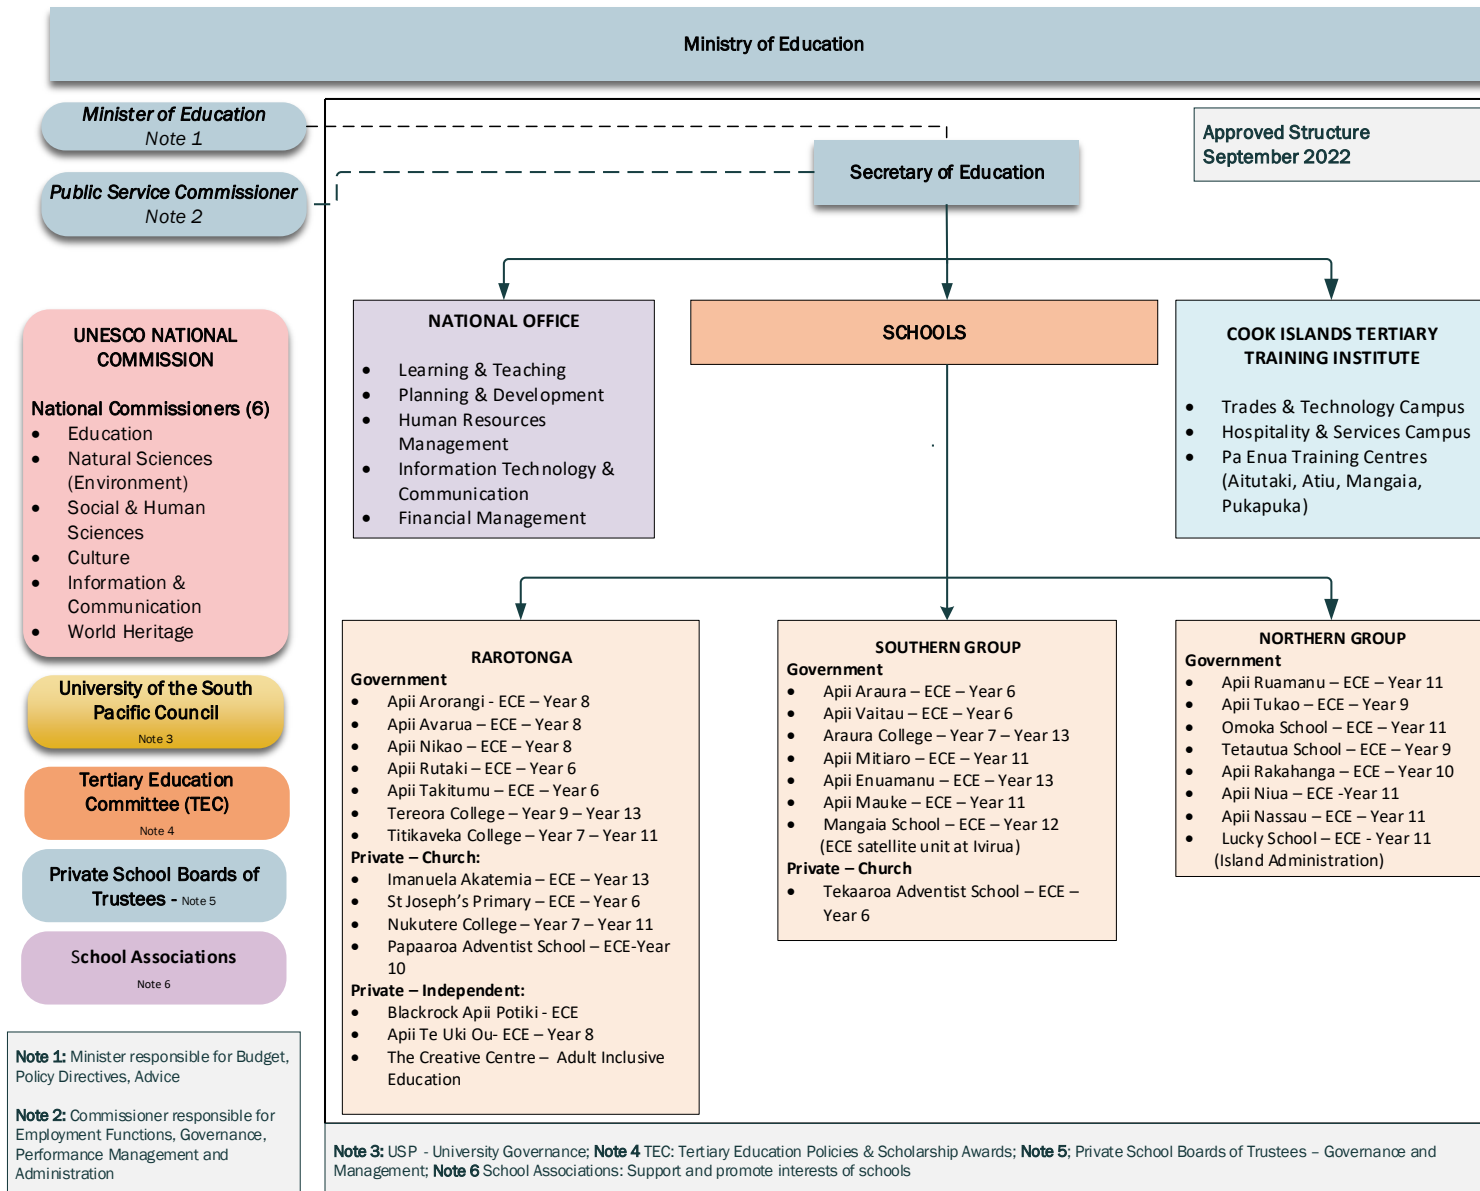 Ministry of Education
Minister of Education
Note 1
Public Service Commissioner
Note 2
Approved Structure
September 2022
Secretary of Education
UNESCO NATIONAL
COMMISSION
National Commissioners (6)
• Education
• Natural Sciences
(Environment)
• Social & Human
Sciences
• Culture
• Information &
Communication
• World Heritage
University of the South
Pacific Council
Note 3
Tertiary Education
Committee (TEC)
Note 4
Private School Boards of
Trustees - Note 5
School Associations
Note 6
NATIONAL OFFICE
• Learning & Teaching
• Planning & Development
• Human Resources
Management
• Information Technology &
Communication
• Financial Management
SCHOOLS
COOK ISLANDS TERTIARY
TRAINING INSTITUTE
• Trades & Technology Campus
• Hospitality & Services Campus
• Pa Enua Training Centres
(Aitutaki, Atiu, Mangaia,
Pukapuka)
RAROTONGA
Government
• Apii Arorangi - ECE – Year 8
• Apii Avarua – ECE – Year 8
• Apii Nikao – ECE – Year 8
• Apii Rutaki – ECE – Year 6
• Apii Takitumu – ECE – Year 6
• Tereora College – Year 9 – Year 13
• Titikaveka College – Year 7 – Year 11
Private – Church:
• Imanuela Akatemia – ECE – Year 13
• St Joseph's Primary – ECE – Year 6
• Nukutere College – Year 7 – Year 11
• Papaaroa Adventist School – ECE-Year
10
Private – Independent:
• Blackrock Apii Potiki - ECE
• Apii Te Uki Ou- ECE – Year 8
• The Creative Centre – Adult Inclusive
Education
SOUTHERN GROUP
Government
• Apii Araura – ECE – Year 6
• Apii Vaitau – ECE – Year 6
• Araura College – Year 7 – Year 13
• Apii Mitiaro – ECE – Year 11
• Apii Enuamanu – ECE – Year 13
• Apii Mauke – ECE – Year 11
• Mangaia School – ECE – Year 12
(ECE satellite unit at Ivirua)
Private – Church
• Tekaaroa Adventist School – ECE –
Year 6
NORTHERN GROUP
Government
• Apii Ruamanu – ECE – Year 11
• Apii Tukao – ECE – Year 9
• Omoka School – ECE – Year 11
• Tetautua School – ECE – Year 9
• Apii Rakahanga – ECE – Year 10
• Apii Niua – ECE -Year 11
• Apii Nassau – ECE – Year 11
• Lucky School – ECE - Year 11
(Island Administration)
Note 1: Minister responsible for Budget,
Policy Directives, Advice
Note 2: Commissioner responsible for
Employment Functions, Governance,
Performance Management and
Administration
Note 3: USP - University Governance; Note 4 TEC: Tertiary Education Policies & Scholarship Awards; Note 5; Private School Boards of Trustees – Governance and
Management; Note 6 School Associations: Support and promote interests of schools